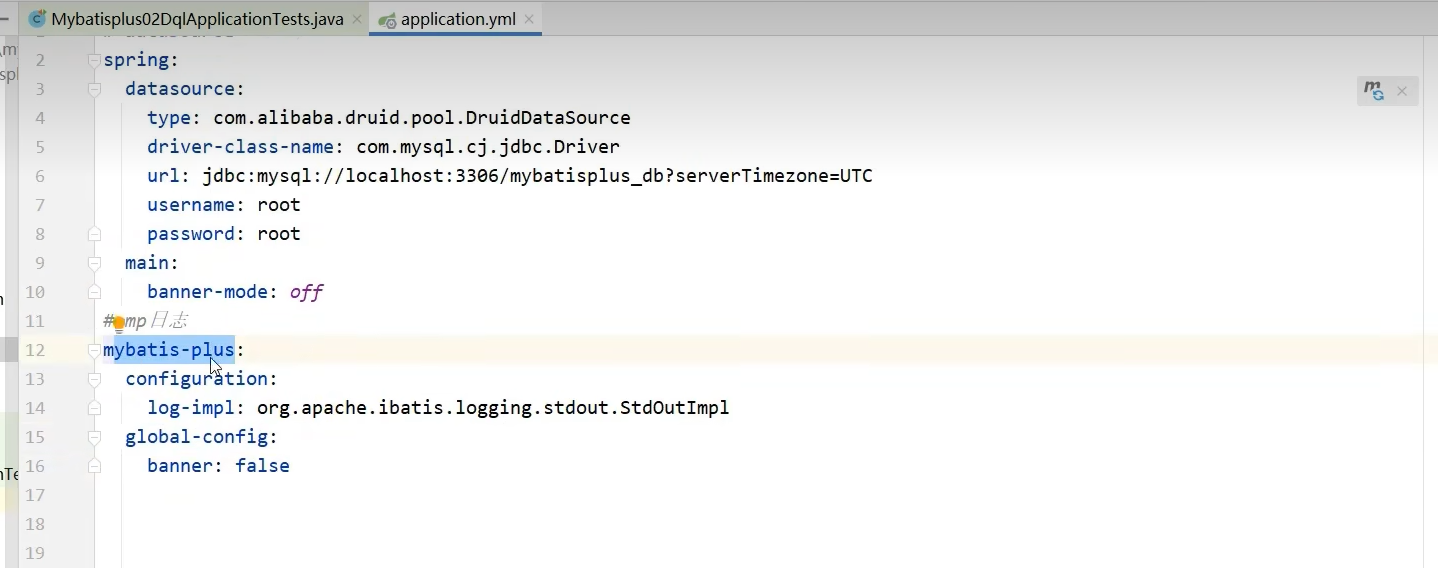 Mybatisplus02DqlApplicationTests.java
application.yml
2 spring:
3 datasource:
4 type: com.alibaba.druid.pool.DruidDataSource
5 driver-class-name: com.mysql.cj.jdbc.Driver
6 url: jdbc:mysql://localhost:3306/mybatisplus_db?serverTimezone=UTC
7 username: root
8 password: root
9 main:
10 banner-mode: off
11 # mp日志
12 mybatis-plus:
13 configuration:
14 log-impl: org.apache.ibatis.logging.stdout.StdOutImpl
15 global-config:
16 banner: false
17
18
19